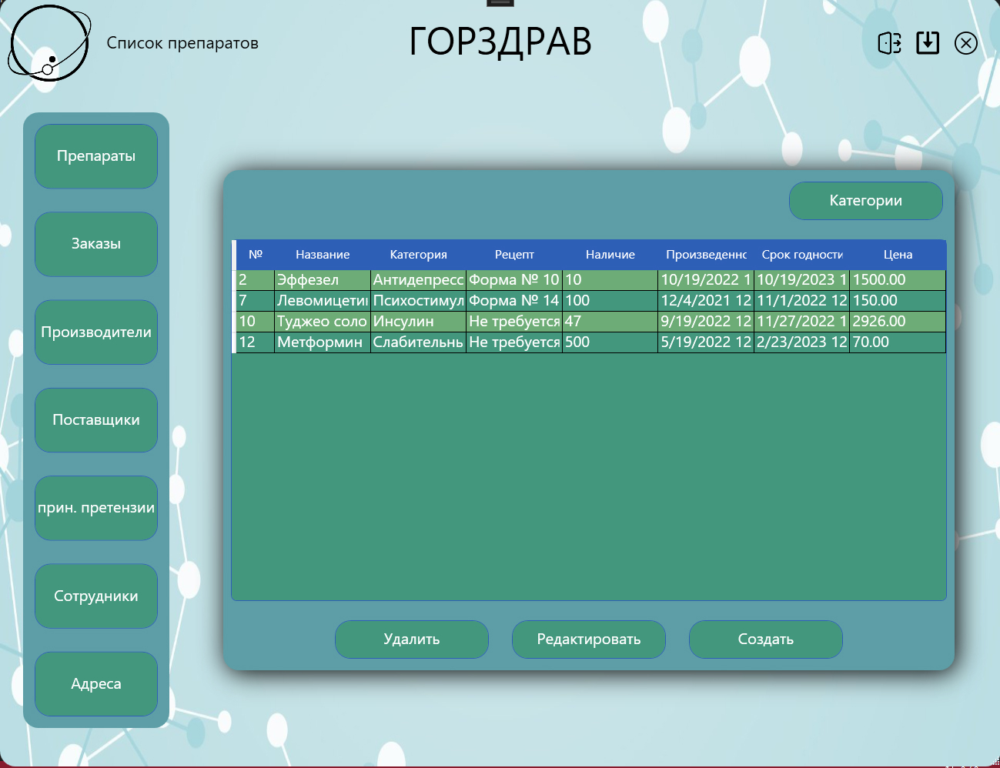 Список препаратов
ГОРЗДРАВ
Препараты
Заказы
Производители
Поставщики
прин. претензии
Сотрудники
Адреса
Категории
№ Название Категория Рецепт Наличие Произведеннс Срок годности Цена
2 Эффезел Антидепресс Форма № 10 10 10/19/2022 1 10/19/2023 1 1500.00
7 Левомицетин Психостимул Форма № 14 100 12/4/2021 12 11/1/2022 12 150.00
10 Туджео соло Инсулин Не требуется 47 9/19/2022 12 11/27/2022 1 2926.00
12 Метформин Слабительнь Не требуется 500 5/19/2022 12 2/23/2023 12 70.00
Удалить Редактировать Создать